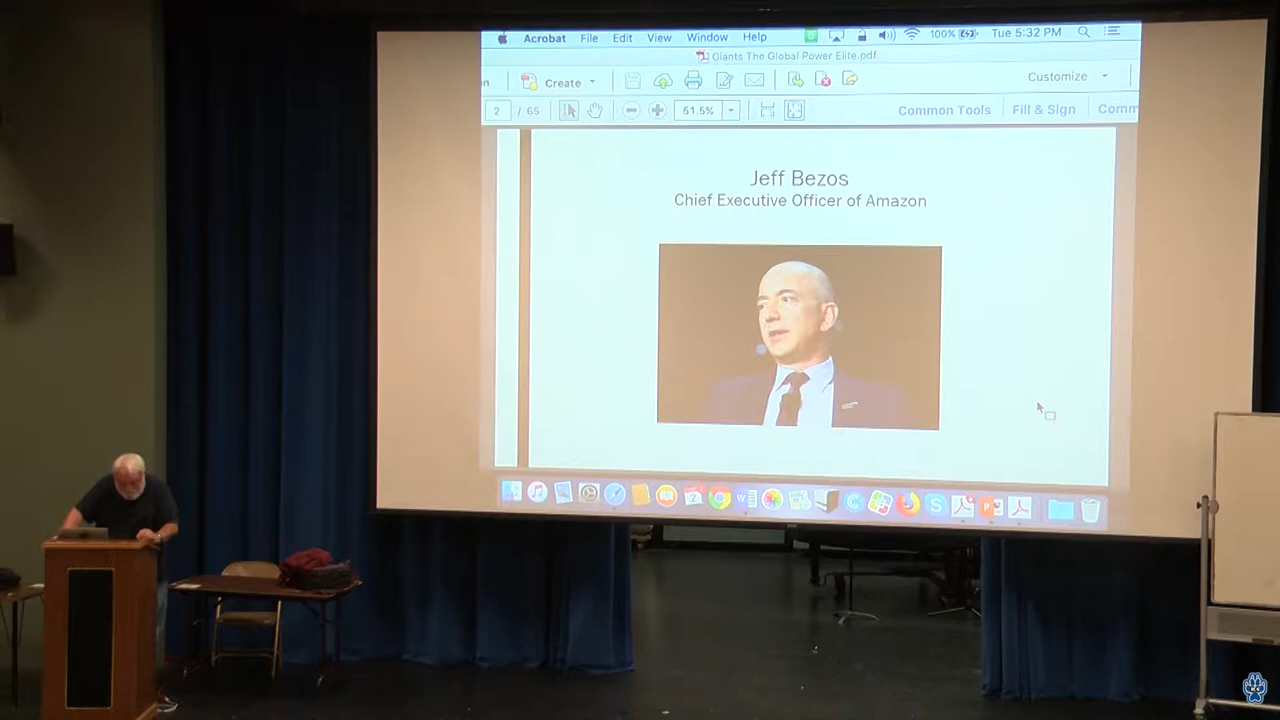 Acrobat File Edit View Window Help 100% Tue 5:32 PM
Giants The Global Power Elite.pdf
Create Customize
2 / 65 51.5% Common Tools Fill & Sign Comm
Jeff Bezos
Chief Executive Officer of Amazon